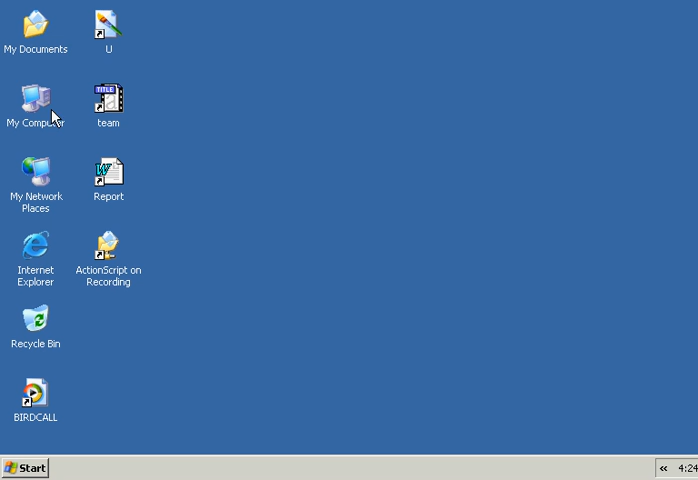 My Documents
U
My Computer
TITLE
team
My Network
Places
W
Report
Internet
Explorer
ActionScript on
Recording
Recycle Bin
BIRDCALL
Start
«
4:24